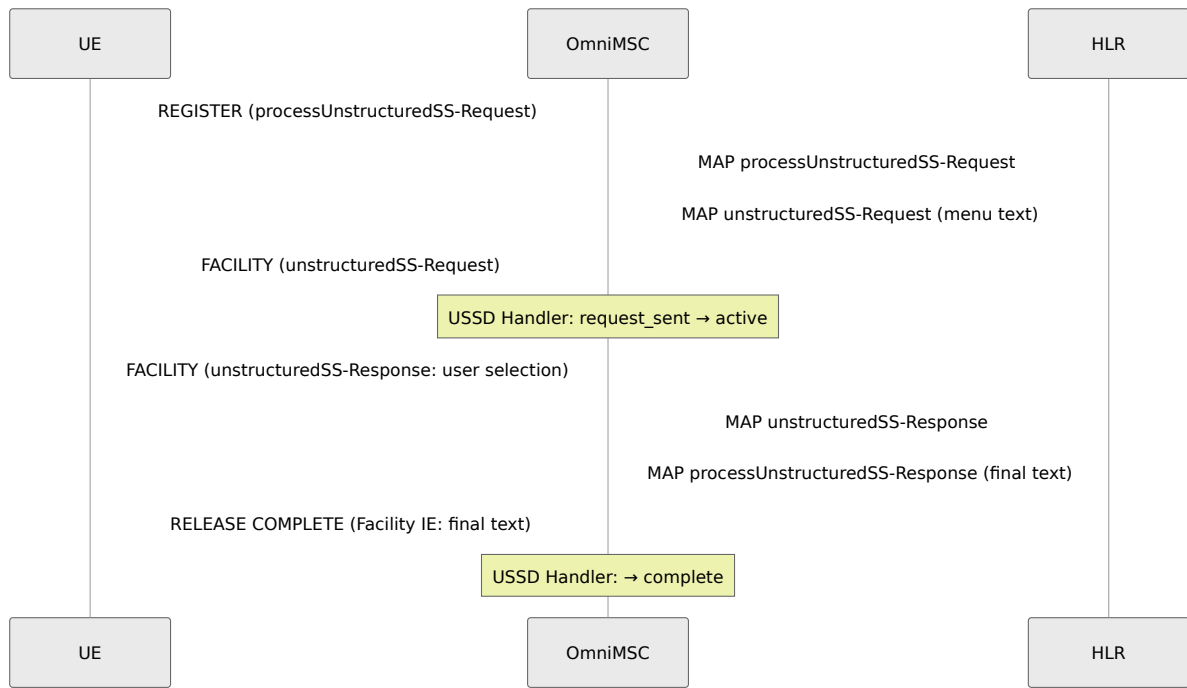 UE
OmniMSC
HLR
REGISTER (processUnstructuredSS-Request)
MAP processUnstructuredSS-Request
MAP unstructuredSS-Request (menu text)
FACILITY (unstructuredSS-Request)
USSD Handler: request_sent → active
FACILITY (unstructuredSS-Response: user selection)
MAP unstructuredSS-Response
MAP processUnstructuredSS-Response (final text)
RELEASE COMPLETE (Facility IE: final text)
USSD Handler: → complete
UE
OmniMSC
HLR